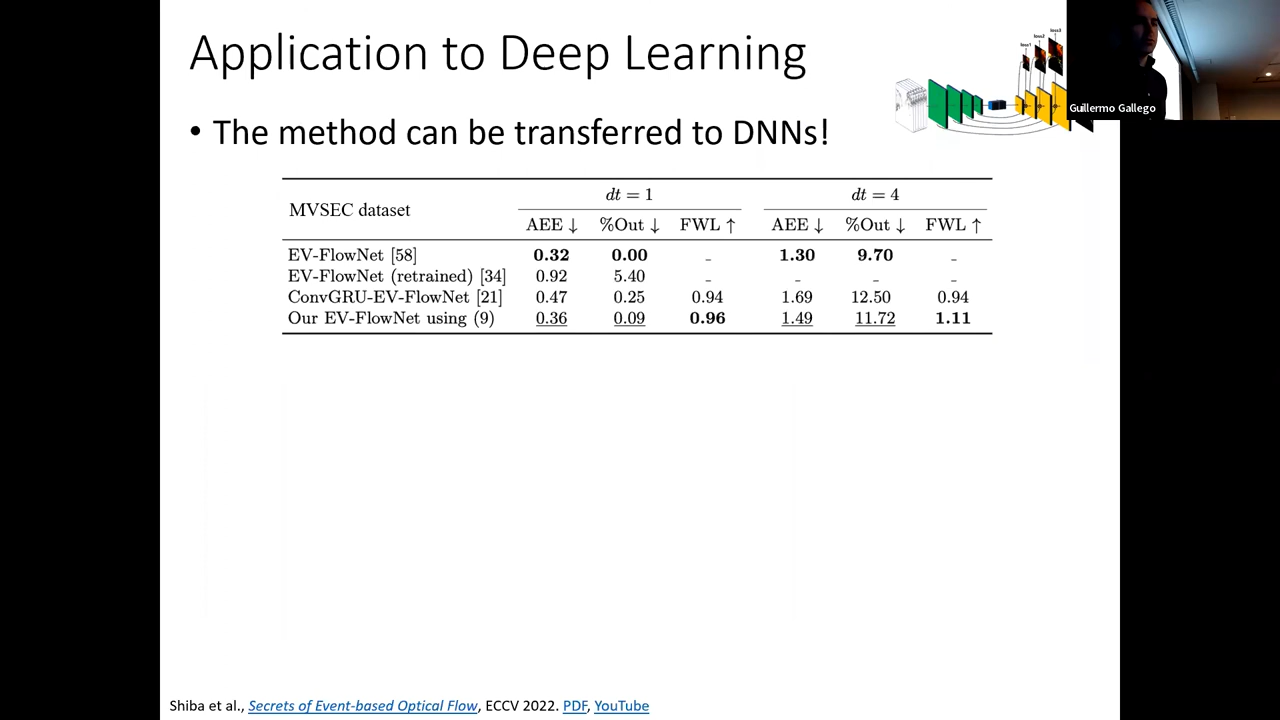 Application to Deep Learning
loss1 loss2 loss3
Guillermo Gallego
• The method can be transferred to DNNs!
MVSEC dataset dt = 1 dt = 4
AEE ↓ %Out ↓ FWL ↑ AEE ↓ %Out ↓ FWL ↑
EV-FlowNet [58] 0.32 0.00 – 1.30 9.70 –
EV-FlowNet (retrained) [34] 0.92 5.40 – – – –
ConvGRU-EV-FlowNet [21] 0.47 0.25 0.94 1.69 12.50 0.94
Our EV-FlowNet using (9) 0.36 0.09 0.96 1.49 11.72 1.11
Shiba et al., Secrets of Event-based Optical Flow, ECCV 2022. PDF, YouTube